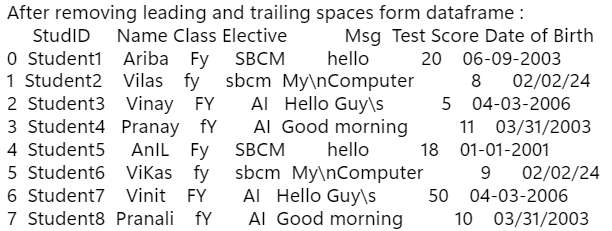 After removing leading and trailing spaces form dataframe :
StudID Name Class Elective Msg Test Score Date of Birth
0 Student1 Ariba Fy SBCM hello 20 06-09-2003
1 Student2 Vilas fy sbcm My\nComputer 8 02/02/24
2 Student3 Vinay FY AI Hello Guy\s 5 04-03-2006
3 Student4 Pranay fY AI Good morning 11 03/31/2003
4 Student5 AnIL Fy SBCM hello 18 01-01-2001
5 Student6 ViKas fy sbcm My\nComputer 9 02/02/24
6 Student7 Vinit FY AI Hello Guy\s 50 04-03-2006
7 Student8 Pranali fY AI Good morning 10 03/31/2003